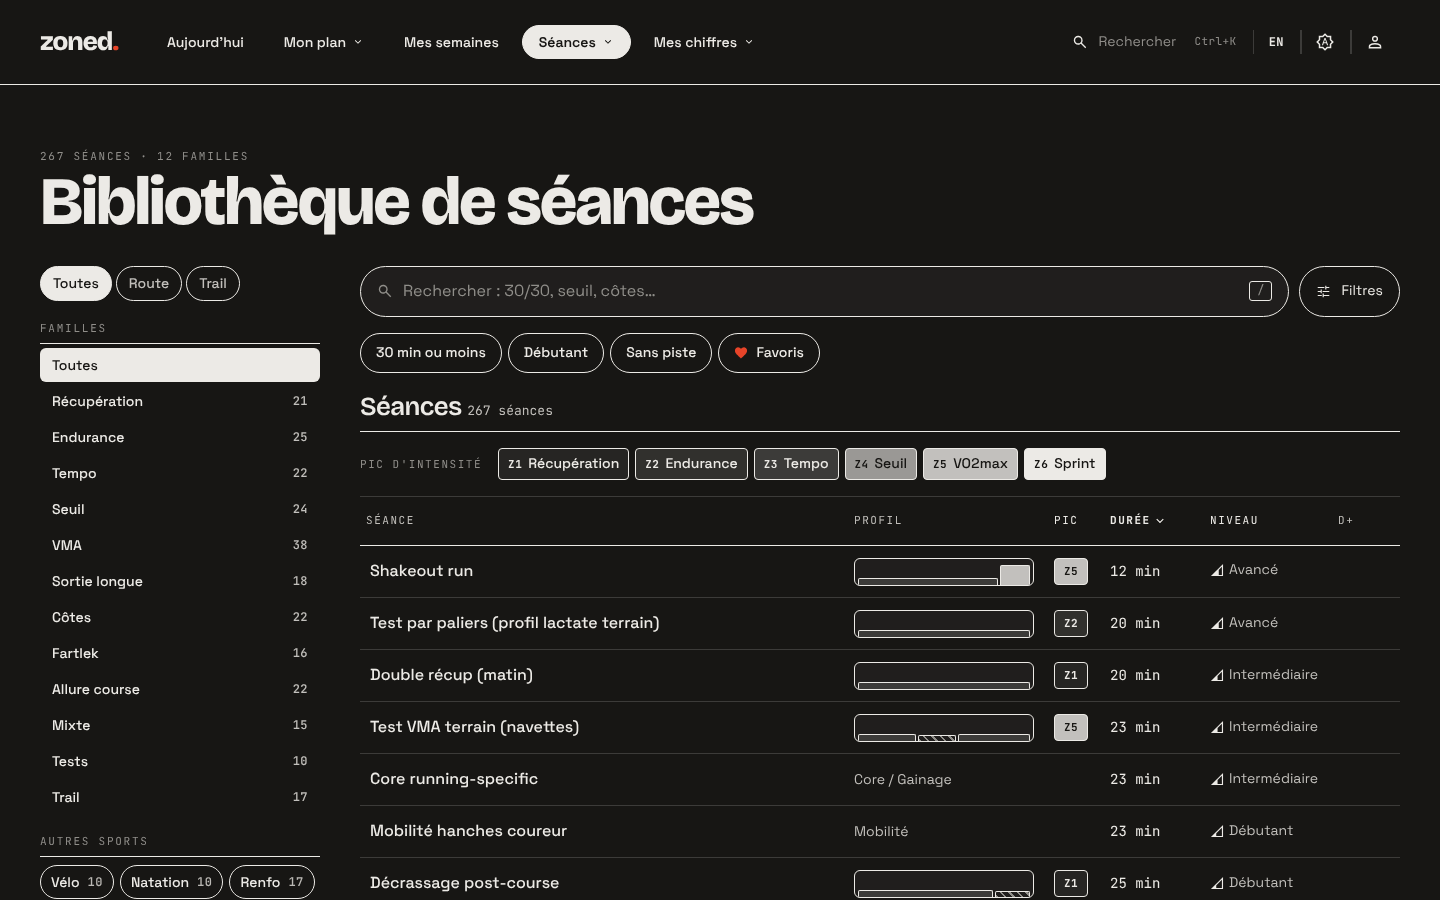 zoned.
Aujourd'hui
Mon plan
Mes semaines
Séances
Mes chiffres
Rechercher Ctrl+K
EN
267 SÉANCES · 12 FAMILLES
Bibliothèque de séances
Toutes
Route
Trail
FAMILLES
Toutes
Récupération 21
Endurance 25
Tempo 22
Seuil 24
VMA 38
Sortie longue 18
Côtes 22
Fartlek 16
Allure course 22
Mixte 15
Tests 10
Trail 17
AUTRES SPORTS
Vélo 10
Natation 10
Renfo 17
Rechercher : 30/30, seuil, côtes... /
Filtres
30 min ou moins
Débutant
Sans piste
Favoris
Séances 267 séances
PIC D'INTENSITÉ
Z1 Récupération
Z2 Endurance
Z3 Tempo
Z4 Seuil
Z5 VO2max
Z6 Sprint
SÉANCE PROFIL PIC DURÉE NIVEAU D+
Shakeout run Z5 12 min Avancé
Test par paliers (profil lactate terrain) Z2 20 min Avancé
Double récup (matin) Z1 20 min Intermédiaire
Test VMA terrain (navettes) Z5 23 min Intermédiaire
Core running-specific Core / Gainage 23 min Intermédiaire
Mobilité hanches coureur Mobilité 23 min Débutant
Décrassage post-course Z1 25 min Débutant